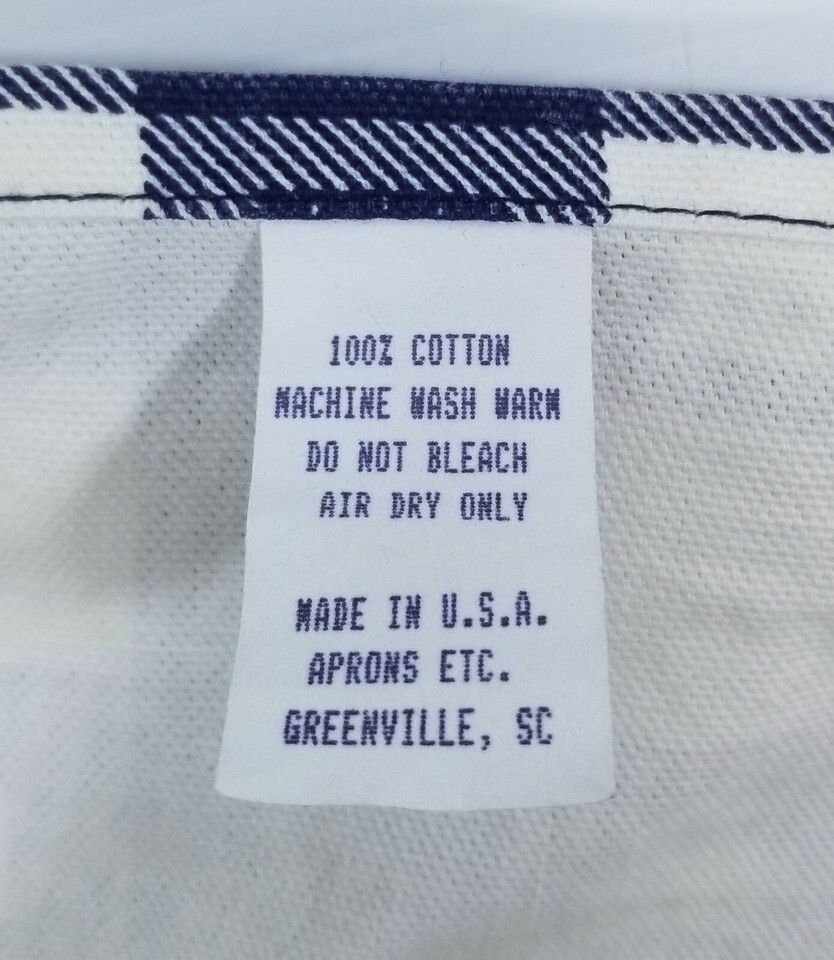 100% COTTON
MACHINE WASH WARM
DO NOT BLEACH
AIR DRY ONLY
MADE IN U.S.A.
APRONS ETC.
GREENVILLE, SC